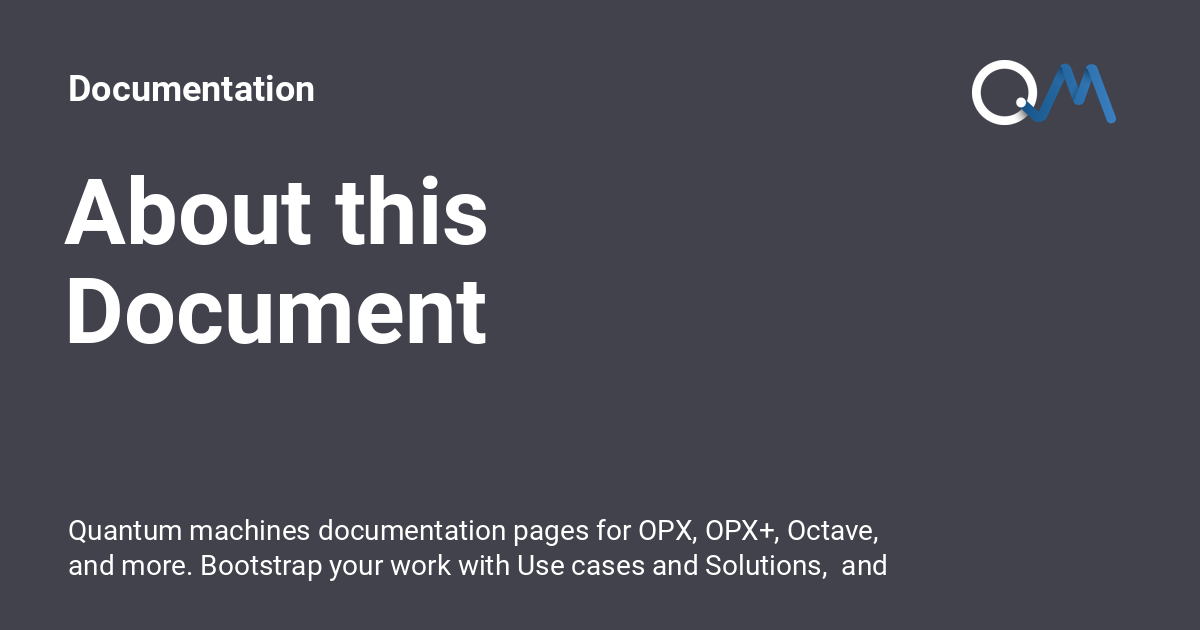 Documentation
QM
About this
Document
Quantum machines documentation pages for OPX, OPX+, Octave,
and more. Bootstrap your work with Use cases and Solutions,  and